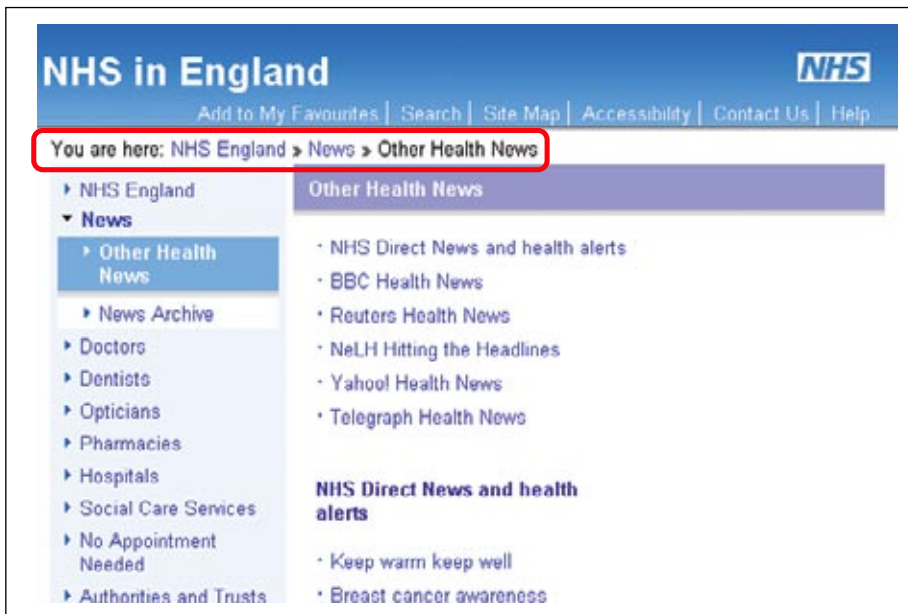 NHS in England
NHS
Add to My Favourites | Search | Site Map | Accessibility | Contact Us | Help
You are here: NHS England » News » Other Health News
NHS England
News
Other Health
News
News Archive
Doctors
Dentists
Opticians
Pharmacies
Hospitals
Social Care Services
No Appointment
Needed
Authorities and Trusts
Other Health News
· NHS Direct News and health alerts
· BBC Health News
· Reuters Health News
· NeLH Hitting the Headlines
· Yahoo! Health News
· Telegraph Health News
NHS Direct News and health
alerts
· Keep warm keep well
· Breast cancer awareness